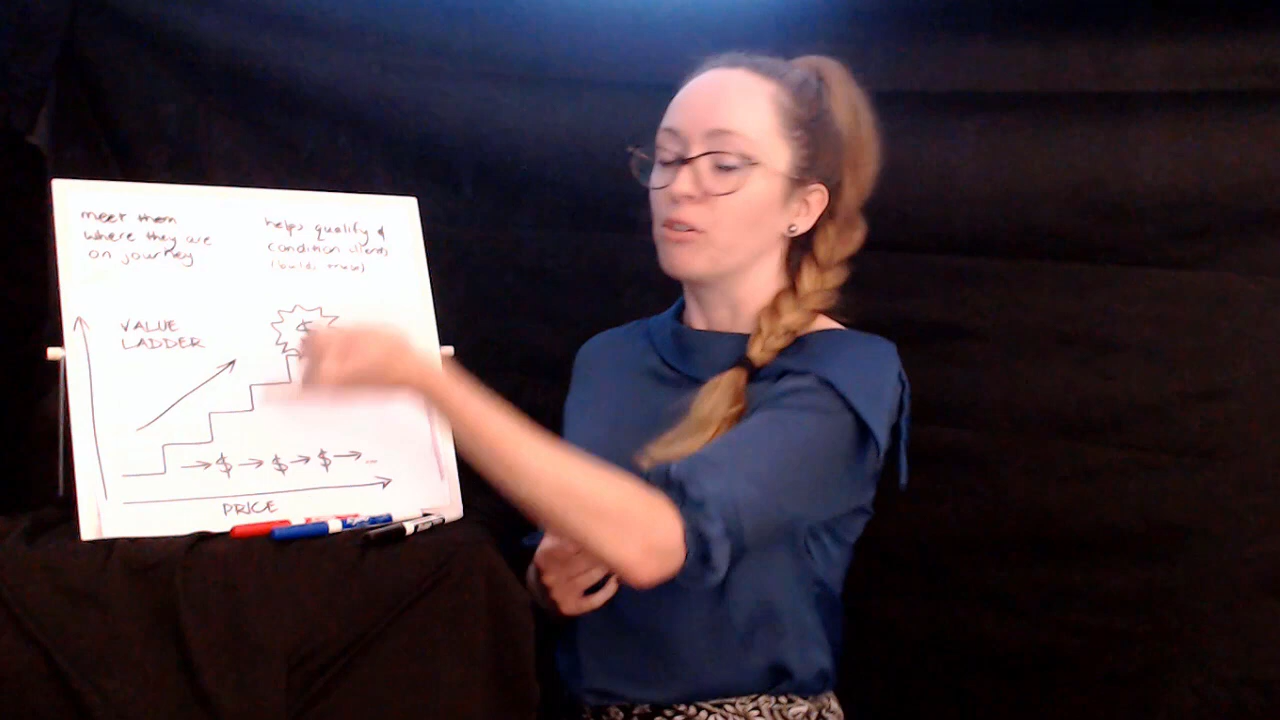 meet them
where they are
on journey
helps qualify &
condition clients
VALUE
LADDER
$ $ $ ...
PRICE